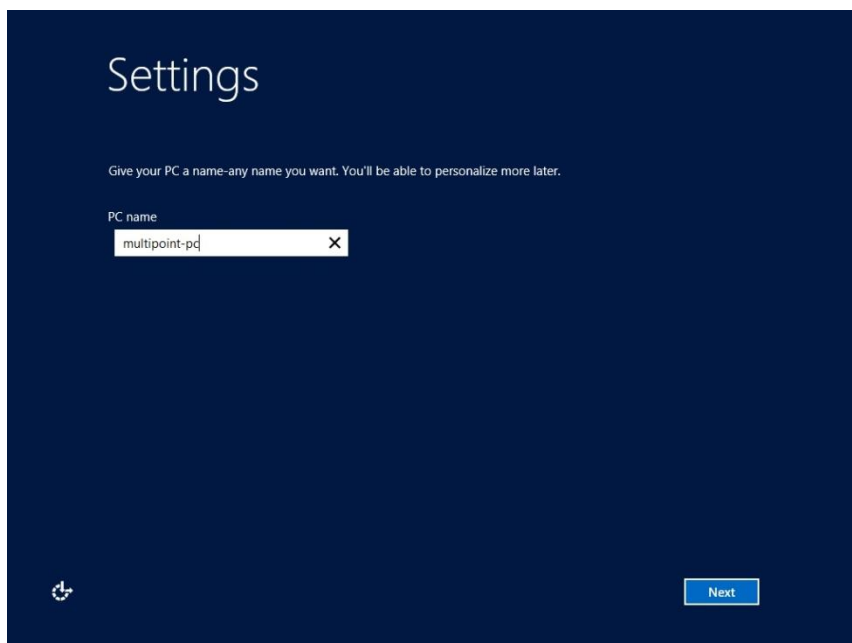 Settings
Give your PC a name-any name you want. You'll be able to personalize more later.
PC name
multipoint-pc
Next